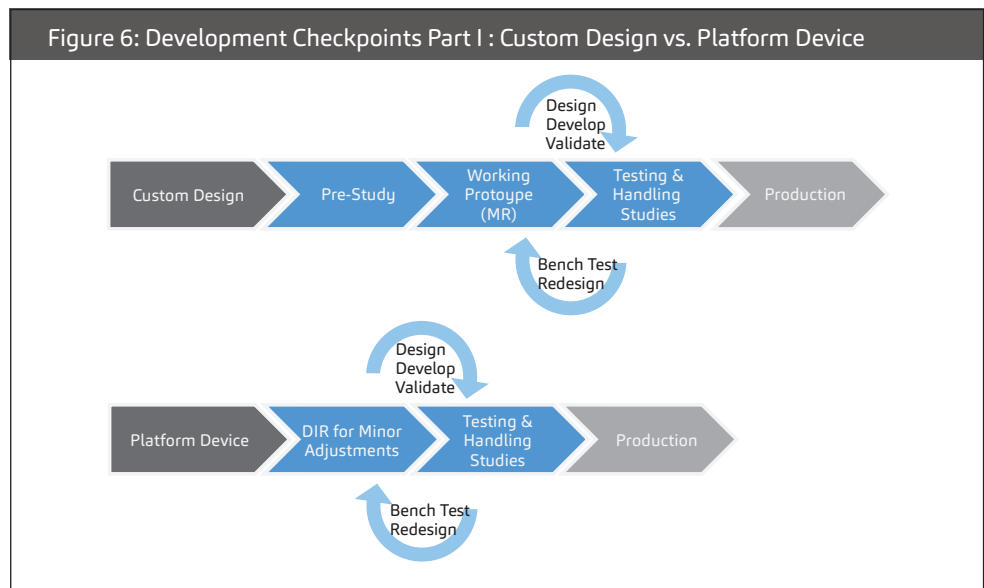 Figure 6: Development Checkpoints Part I : Custom Design vs. Platform Device
Design
Develop
Validate
Custom Design
Pre-Study
Working
Protoype
(MR)
Testing &
Handling
Studies
Production
Bench Test
Redesign
Design
Develop
Validate
Platform Device
DIR for Minor
Adjustments
Testing &
Handling
Studies
Production
Bench Test
Redesign